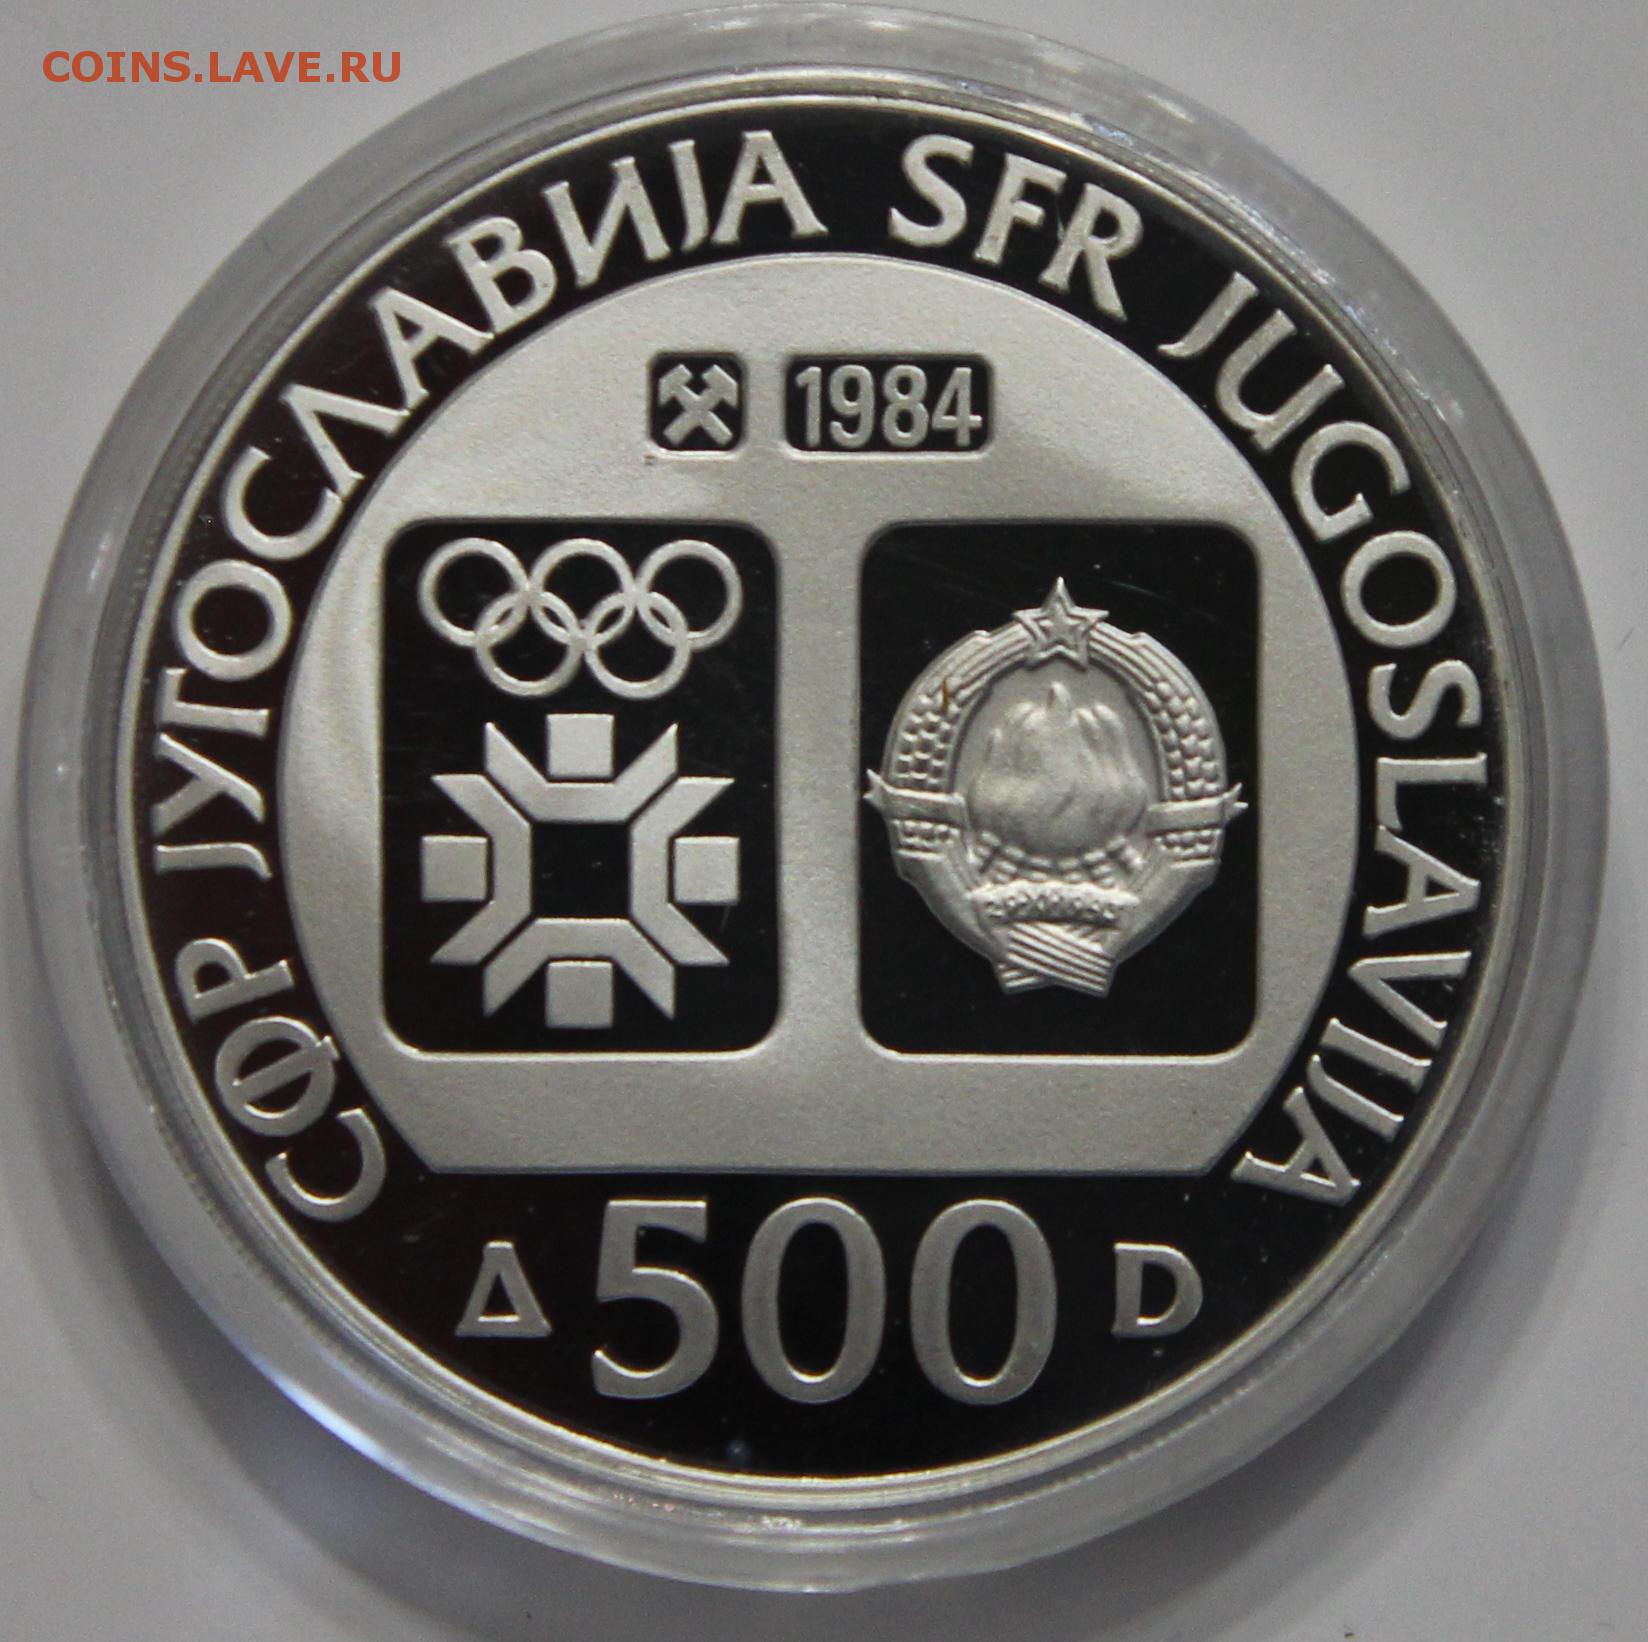 COINS.LAVE.RU
СФР ЈУГОСЛАВИЈА SFR JUGOSLAVIJA
1984
Δ 500 D